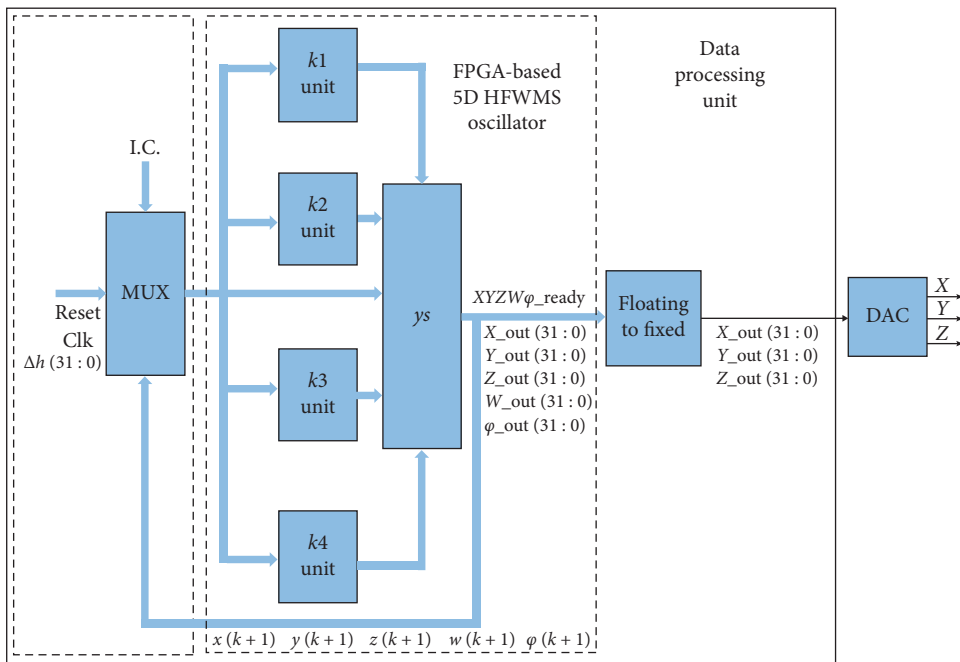 k1
unit
FPGA-based
5D HFWMS
oscillator
Data
processing
unit
I.C.
k2
unit
MUX
Reset
Clk
Δh (31 : 0)
ys
XYZWφ_ready
X_out (31 : 0)
Y_out (31 : 0)
Z_out (31 : 0)
W_out (31 : 0)
φ_out (31 : 0)
Floating
to fixed
X_out (31 : 0)
Y_out (31 : 0)
Z_out (31 : 0)
DAC
X
Y
Z
k3
unit
k4
unit
x (k + 1) y (k + 1) z (k + 1) w (k + 1) φ (k + 1)